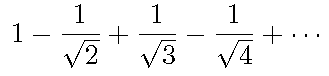 1 − 1/√2 + 1/√3 − 1/√4 + ⋯